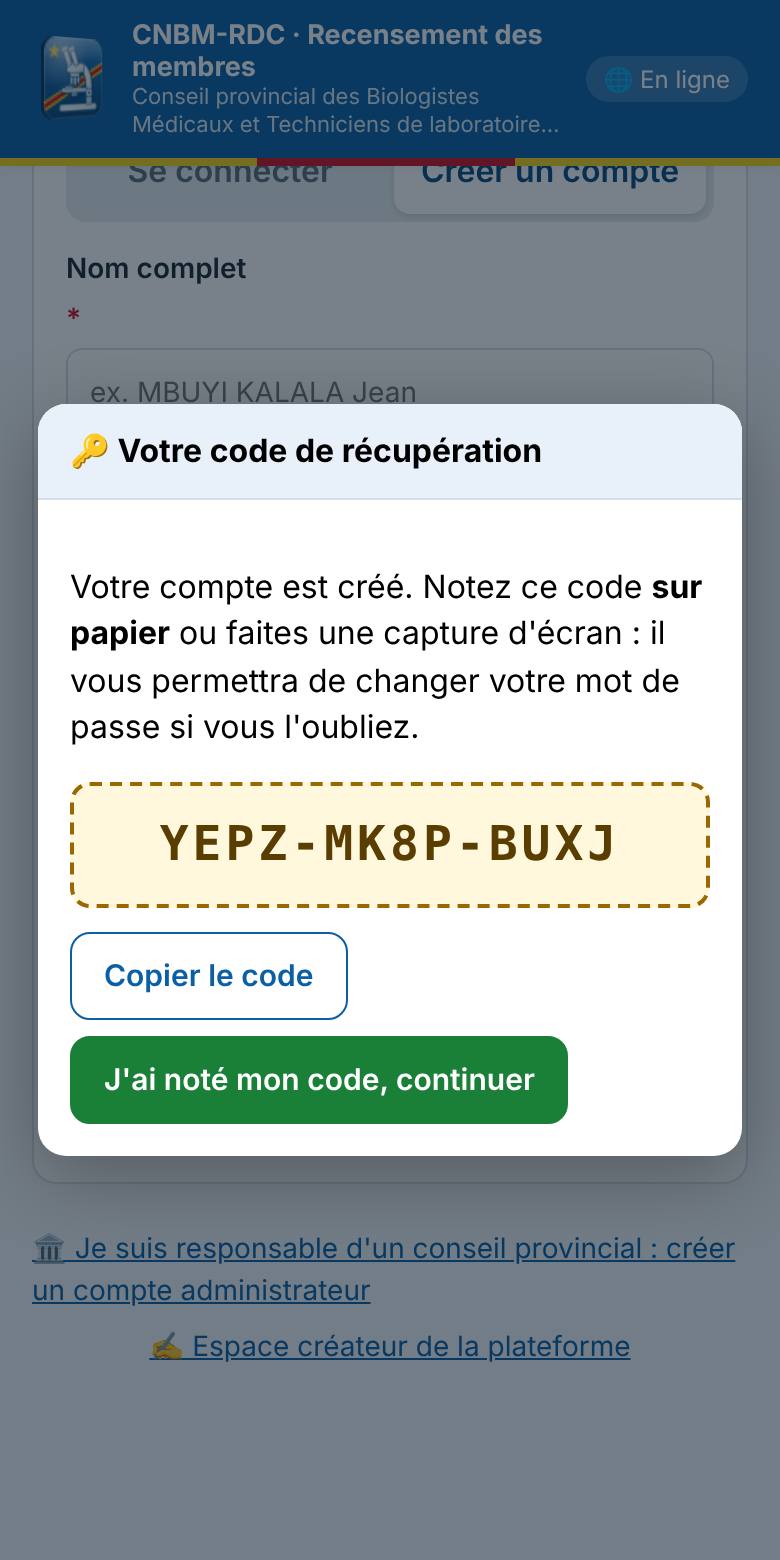 CNBM-RDC · Recensement des
membres
Conseil provincial des Biologistes
Médicaux et Techniciens de laboratoire...
🌐 En ligne
Se connecter
Créer un compte
Nom complet
*
ex. MBUYI KALALA Jean
🔑 Votre code de récupération
Votre compte est créé. Notez ce code sur
papier ou faites une capture d'écran : il
vous permettra de changer votre mot de
passe si vous l'oubliez.
YEPZ-MK8P-BUXJ
Copier le code
J'ai noté mon code, continuer
🏛️ Je suis responsable d'un conseil provincial : créer
un compte administrateur
✍️ Espace créateur de la plateforme